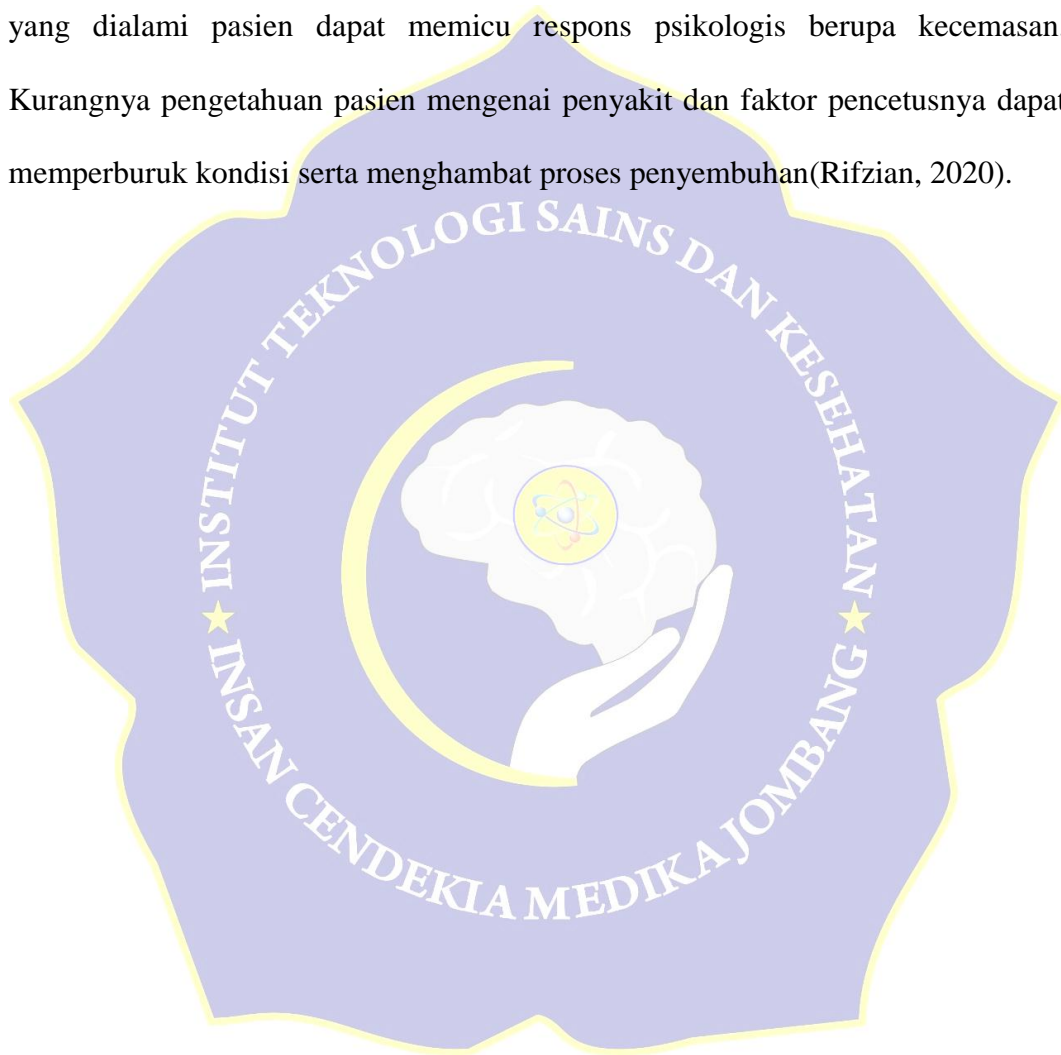 yang dialami pasien dapat memicu respons psikologis berupa kecemasan.
Kurangnya pengetahuan pasien mengenai penyakit dan faktor pencetusnya dapat
memperburuk kondisi serta menghambat proses penyembuhan(Rifzian, 2020).
INSTITUT TEKNOLOGI SAINS DAN KESEHATAN
INSAN CENDEKIA MEDIKA JOMBANG